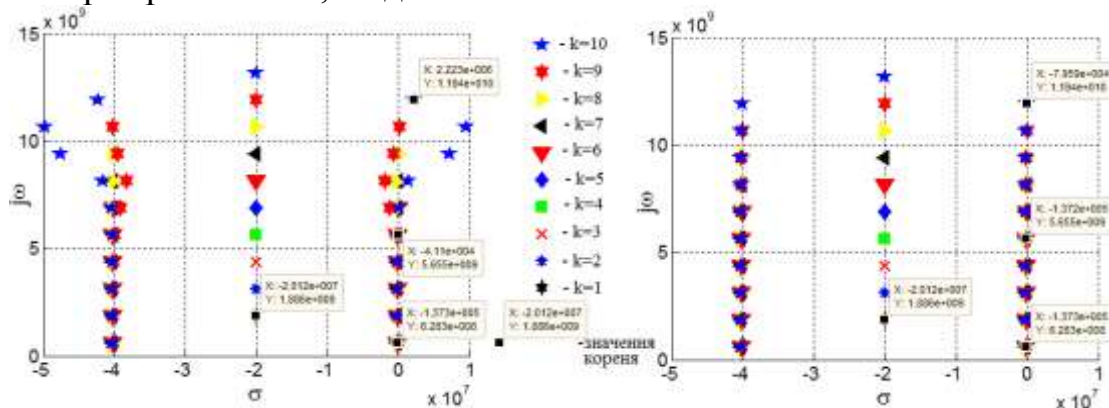 x 10⁹
15
10
5
0
jω
-5
-4
-3
-2
-1
0
1
σ
x 10⁷
X: 2.223e+006
Y: 1.194e+010
X: -4.11e+004
Y: 5.655e+009
X: -2.012e+007
Y: 1.886e+009
X: -1.373e+005
Y: 6.283e+008
- k=10
- k=9
- k=8
- k=7
- k=6
- k=5
- k=4
- k=3
- k=2
- k=1
X: -2.012e+007
Y: 1.886e+009
-значення
кореня
x 10⁹
15
10
5
0
jω
-5
-4
-3
-2
-1
0
1
σ
x 10⁷
X: -7.959e+004
Y: 1.194e+010
X: -1.372e+005
Y: 5.655e+009
X: -2.012e+007
Y: 1.886e+009
X: -1.373e+005
Y: 6.283e+008